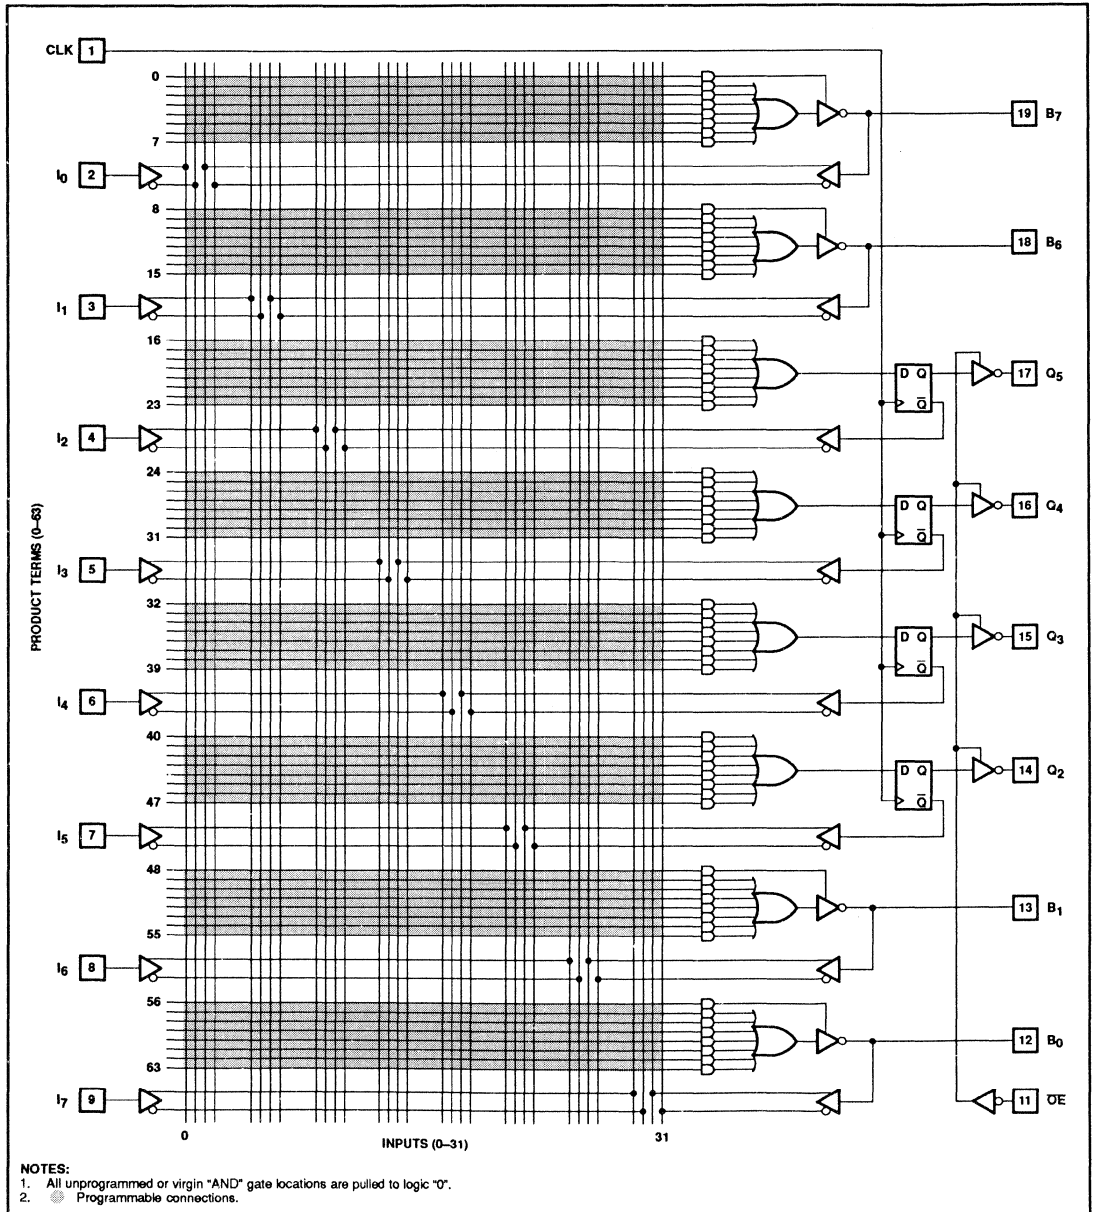 CLK 1
0
7
19 B7
I0 2
8
15
18 B6
I1 3
16
23
D Q
Q̅
17 Q5
I2 4
24
31
D Q
Q̅
16 Q4
I3 5
PRODUCT TERMS (0–63)
32
39
D Q
Q̅
15 Q3
I4 6
40
47
D Q
Q̅
14 Q2
I5 7
48
55
13 B1
I6 8
56
63
12 B0
I7 9
11 O̅E̅
0
INPUTS (0–31)
31
NOTES:
1. All unprogrammed or virgin "AND" gate locations are pulled to logic "0".
2. Programmable connections.